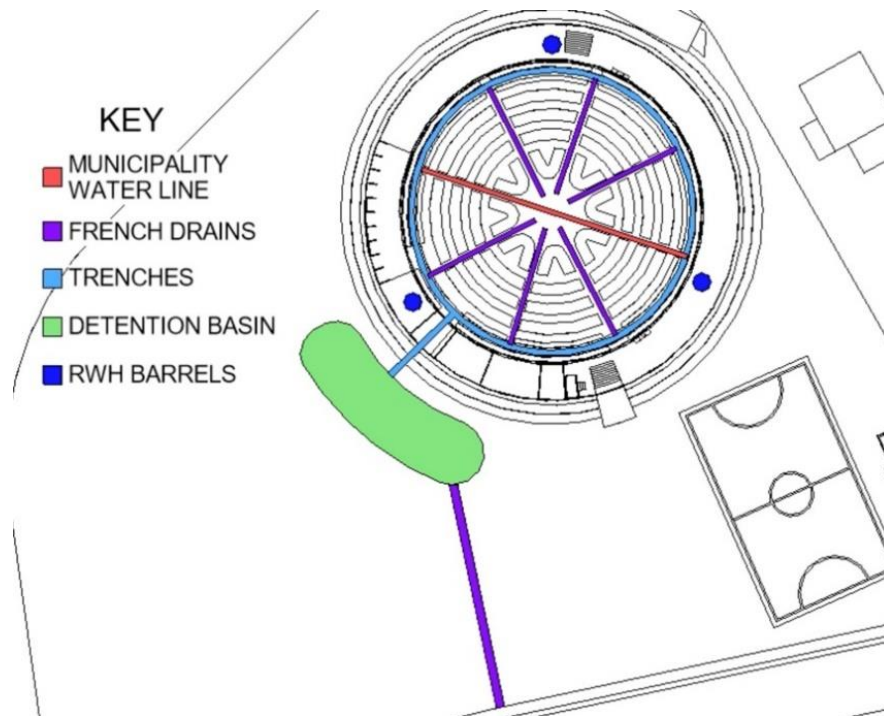 KEY
MUNICIPALITY
WATER LINE
FRENCH DRAINS
TRENCHES
DETENTION BASIN
RWH BARRELS